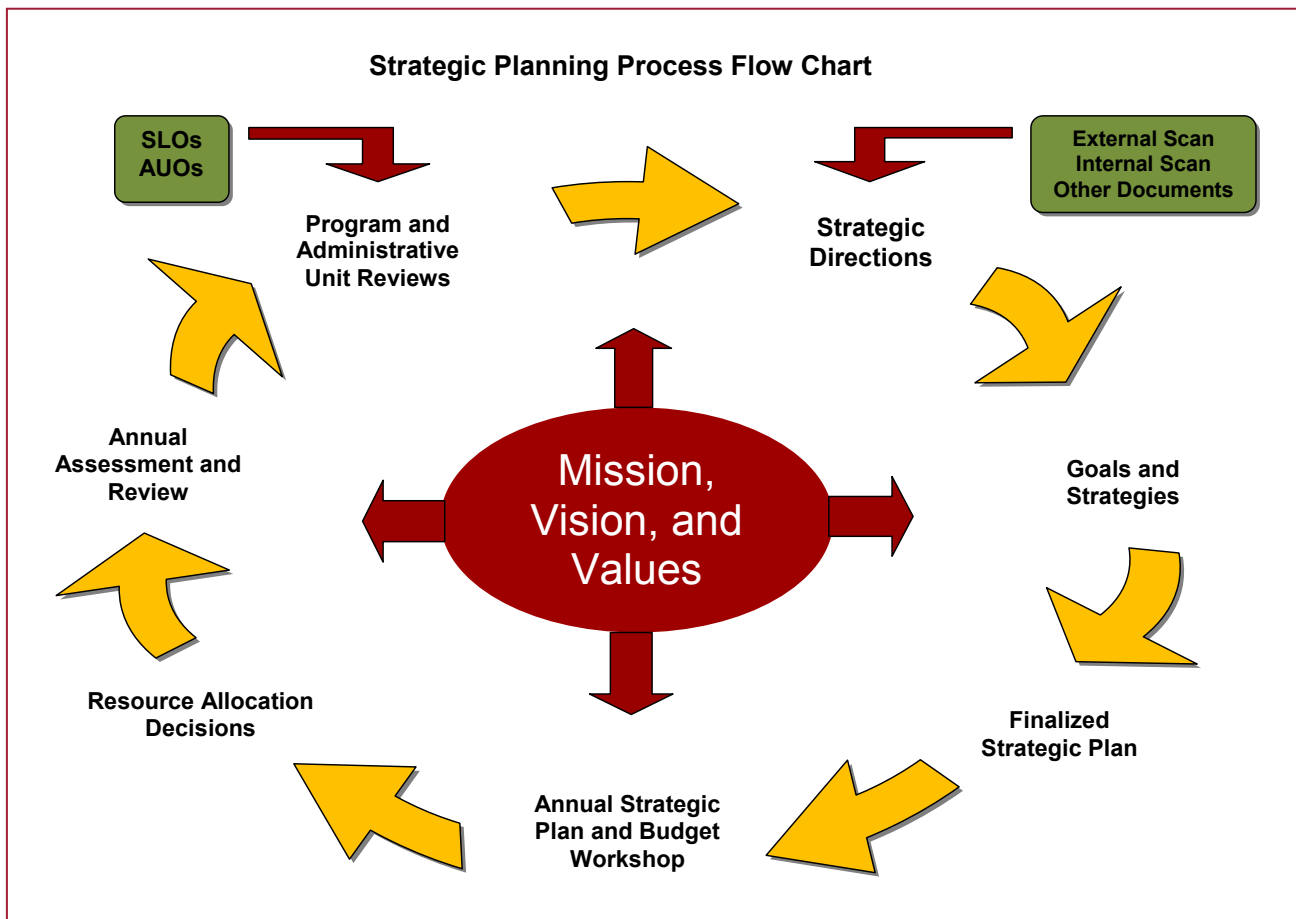 Strategic Planning Process Flow Chart
SLOs
AUOs
External Scan
Internal Scan
Other Documents
Program and
Administrative
Unit Reviews
Strategic
Directions
Goals and
Strategies
Finalized
Strategic Plan
Annual Strategic
Plan and Budget
Workshop
Resource Allocation
Decisions
Annual
Assessment and
Review
Mission,
Vision, and
Values